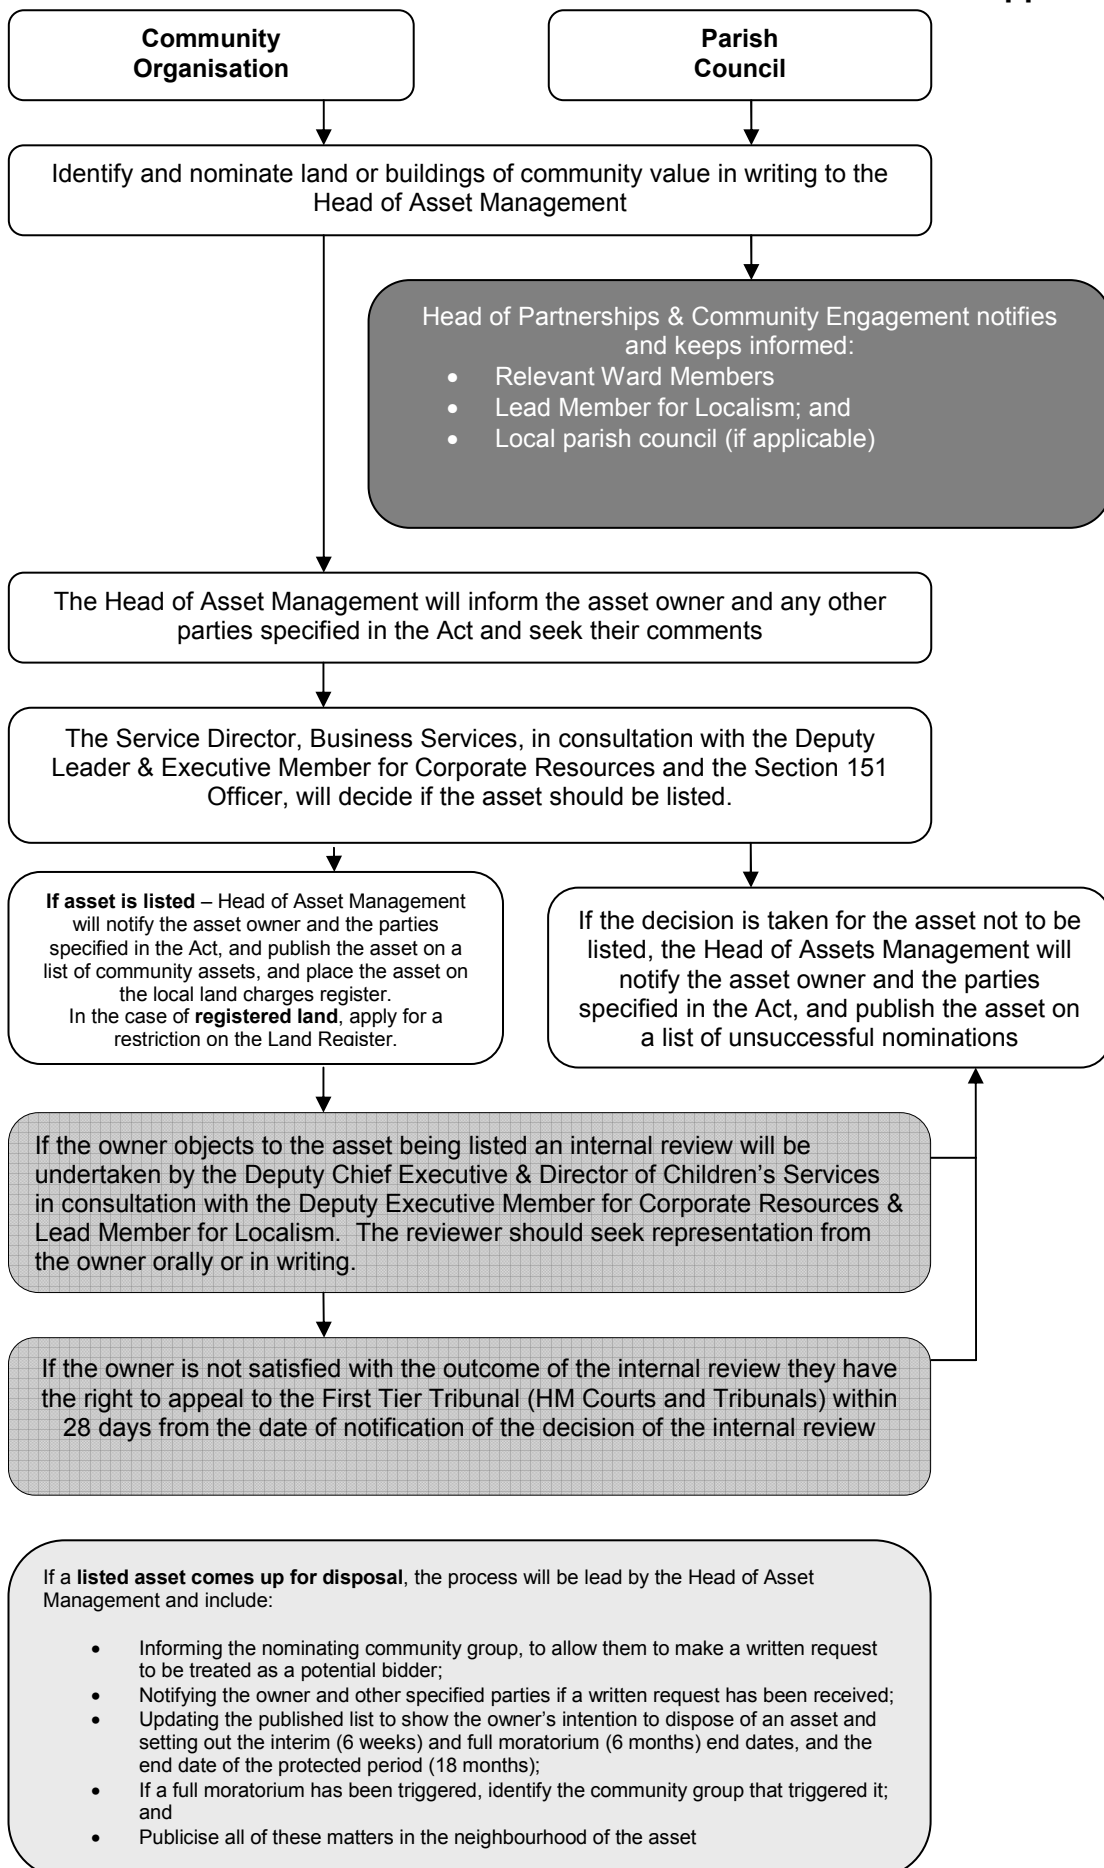 Community
Organisation
Parish
Council
Identify and nominate land or buildings of community value in writing to the
Head of Asset Management
Head of Partnerships & Community Engagement notifies
and keeps informed:
• Relevant Ward Members
• Lead Member for Localism; and
• Local parish council (if applicable)
The Head of Asset Management will inform the asset owner and any other
parties specified in the Act and seek their comments
The Service Director, Business Services, in consultation with the Deputy
Leader & Executive Member for Corporate Resources and the Section 151
Officer, will decide if the asset should be listed.
If asset is listed – Head of Asset Management
will notify the asset owner and the parties
specified in the Act, and publish the asset on a
list of community assets, and place the asset on
the local land charges register.
In the case of registered land, apply for a
restriction on the Land Register.
If the decision is taken for the asset not to be
listed, the Head of Assets Management will
notify the asset owner and the parties
specified in the Act, and publish the asset on
a list of unsuccessful nominations
If the owner objects to the asset being listed an internal review will be
undertaken by the Deputy Chief Executive & Director of Children's Services
in consultation with the Deputy Executive Member for Corporate Resources &
Lead Member for Localism.  The reviewer should seek representation from
the owner orally or in writing.
If the owner is not satisfied with the outcome of the internal review they have
the right to appeal to the First Tier Tribunal (HM Courts and Tribunals) within
28 days from the date of notification of the decision of the internal review
If a listed asset comes up for disposal, the process will be lead by the Head of Asset
Management and include:
• Informing the nominating community group, to allow them to make a written request
to be treated as a potential bidder;
• Notifying the owner and other specified parties if a written request has been received;
• Updating the published list to show the owner's intention to dispose of an asset and
setting out the interim (6 weeks) and full moratorium (6 months) end dates, and the
end date of the protected period (18 months);
• If a full moratorium has been triggered, identify the community group that triggered it;
and
• Publicise all of these matters in the neighbourhood of the asset